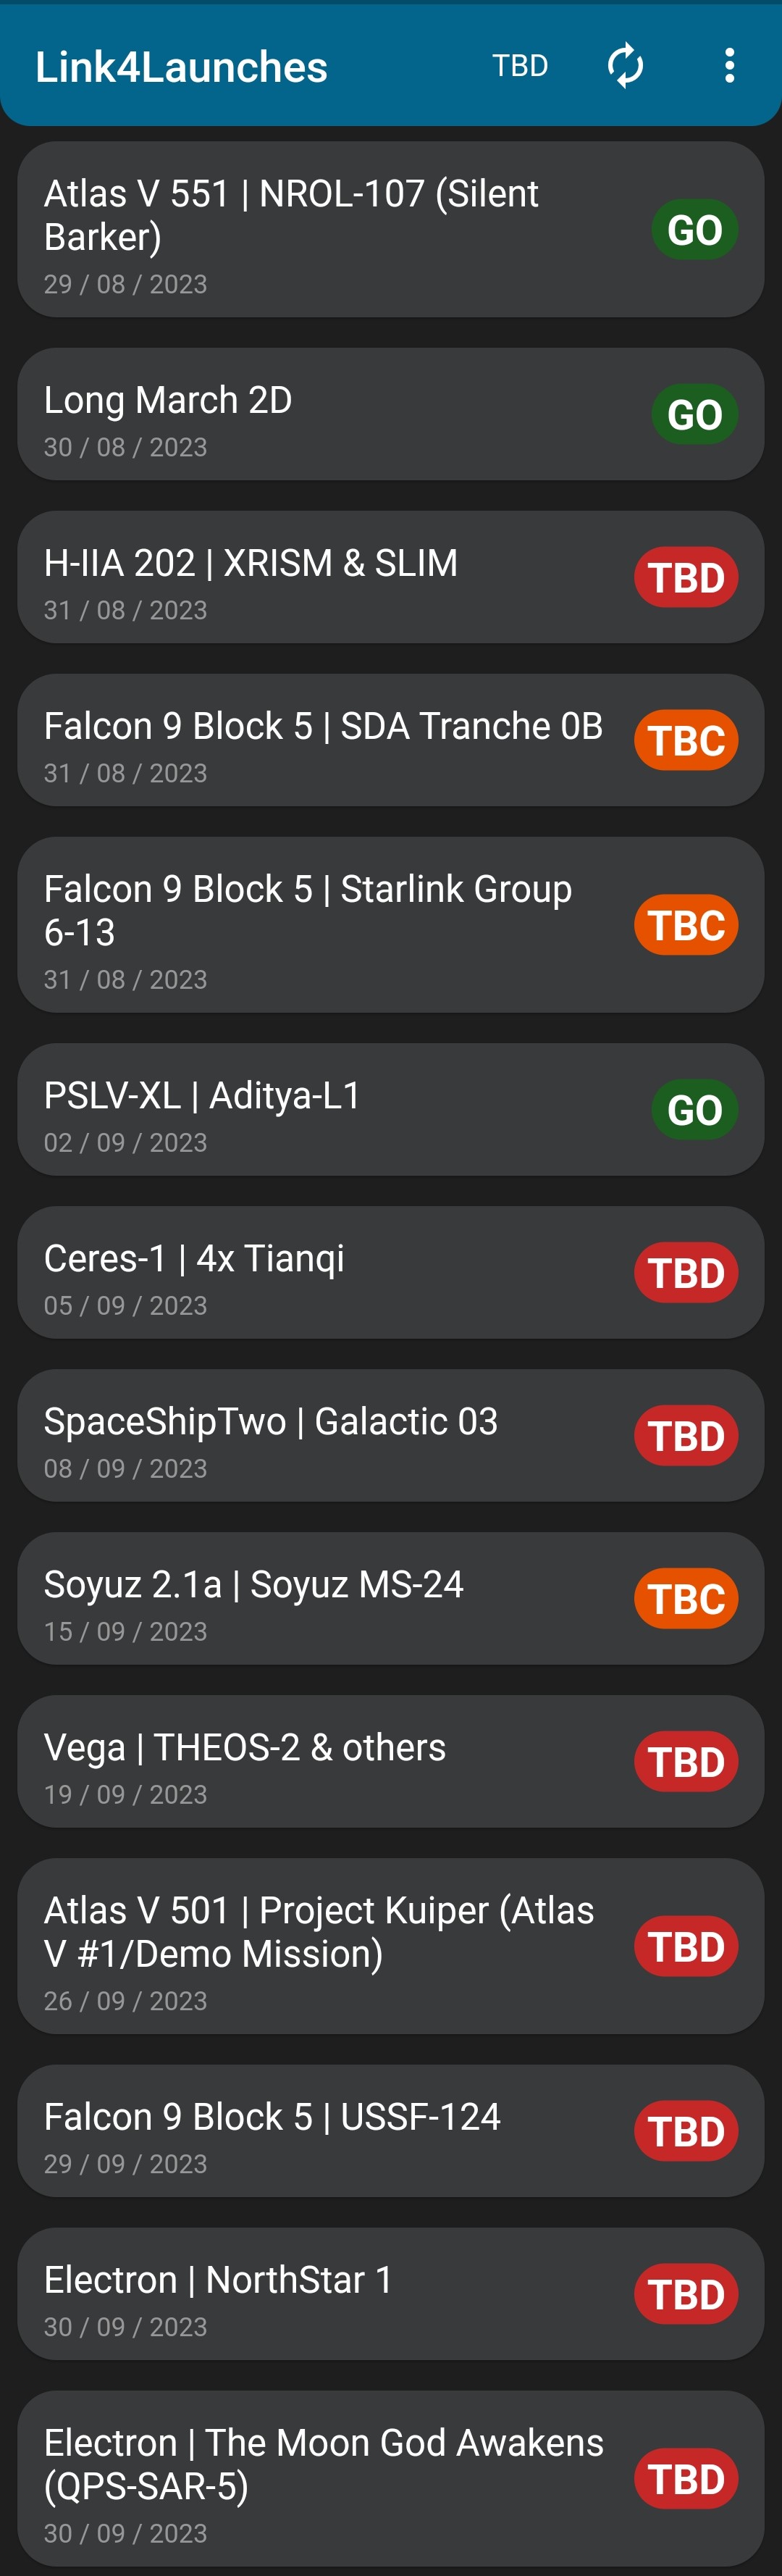 Link4Launches TBD
Atlas V 551 | NROL-107 (Silent
Barker)
29 / 08 / 2023
GO
Long March 2D
30 / 08 / 2023
GO
H-IIA 202 | XRISM & SLIM
31 / 08 / 2023
TBD
Falcon 9 Block 5 | SDA Tranche 0B
31 / 08 / 2023
TBC
Falcon 9 Block 5 | Starlink Group
6-13
31 / 08 / 2023
TBC
PSLV-XL | Aditya-L1
02 / 09 / 2023
GO
Ceres-1 | 4x Tianqi
05 / 09 / 2023
TBD
SpaceShipTwo | Galactic 03
08 / 09 / 2023
TBD
Soyuz 2.1a | Soyuz MS-24
15 / 09 / 2023
TBC
Vega | THEOS-2 & others
19 / 09 / 2023
TBD
Atlas V 501 | Project Kuiper (Atlas
V #1/Demo Mission)
26 / 09 / 2023
TBD
Falcon 9 Block 5 | USSF-124
29 / 09 / 2023
TBD
Electron | NorthStar 1
30 / 09 / 2023
TBD
Electron | The Moon God Awakens
(QPS-SAR-5)
30 / 09 / 2023
TBD